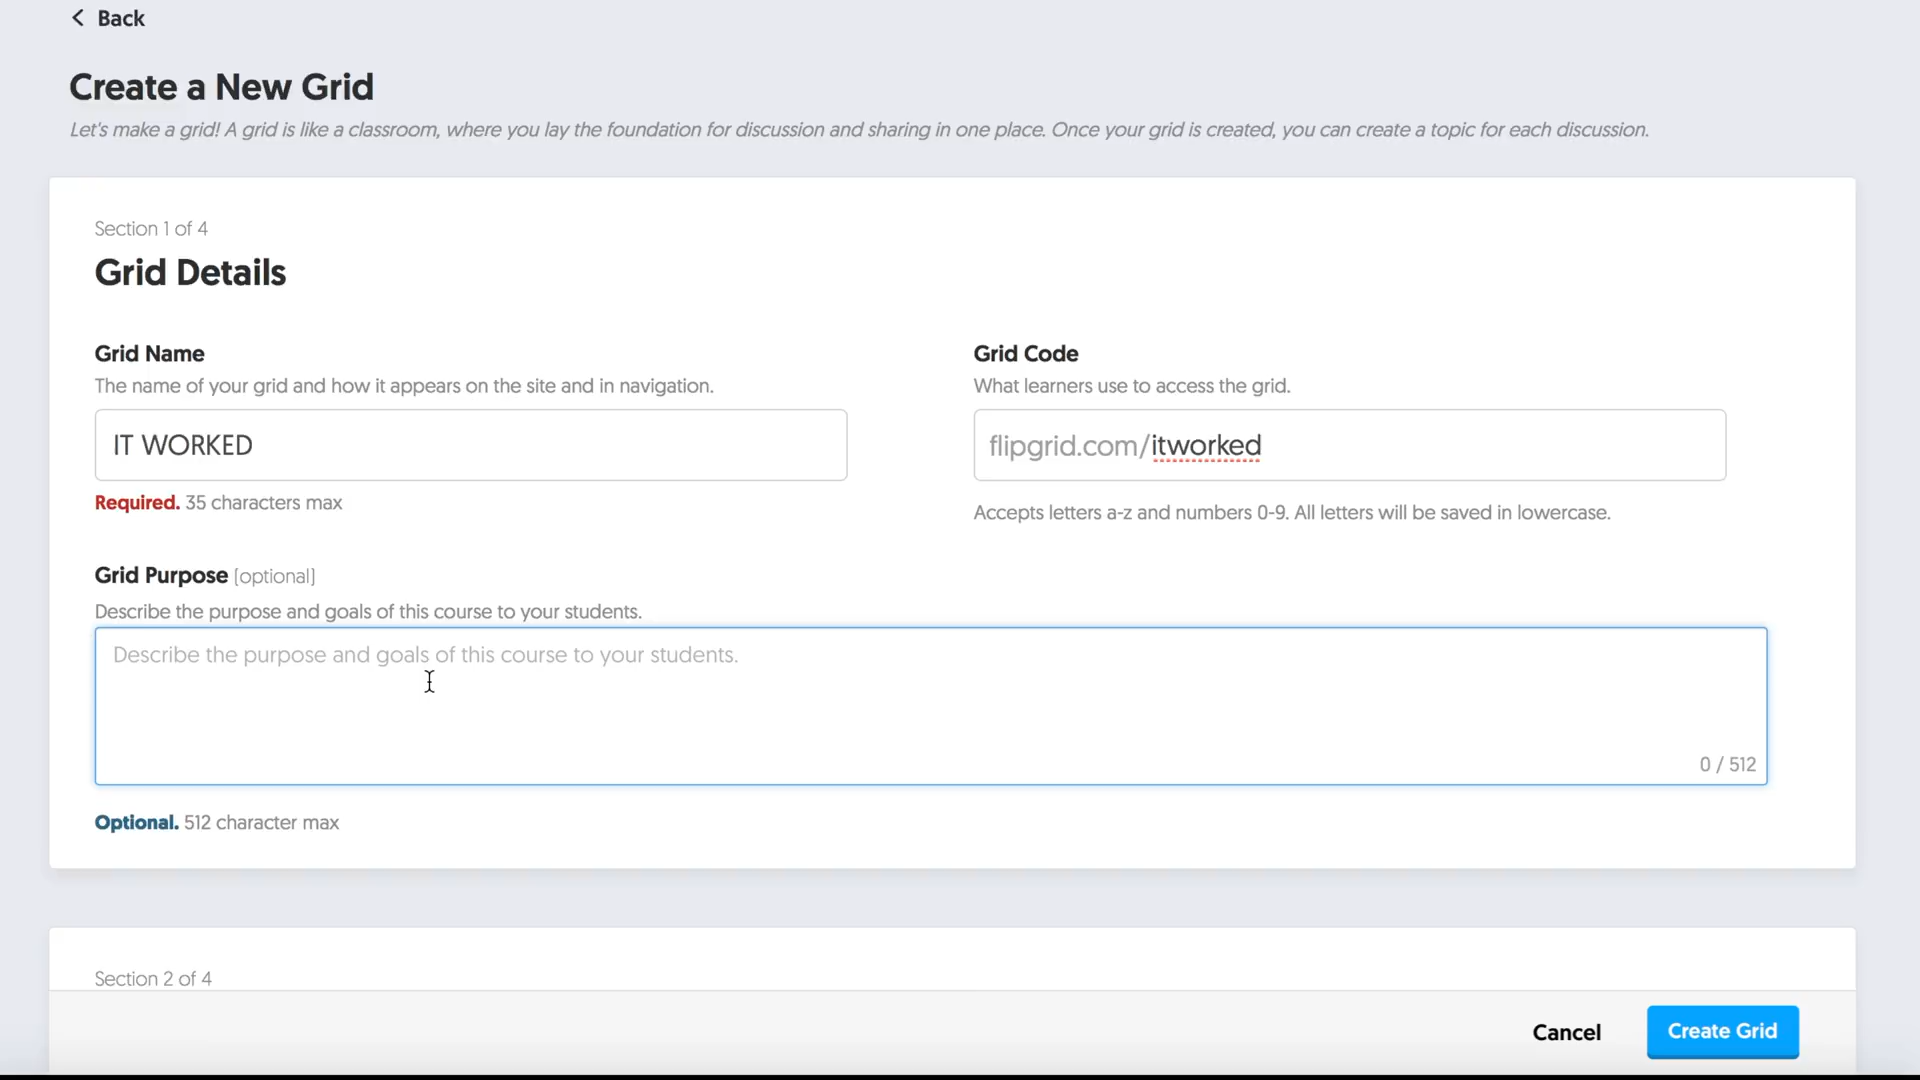 Back
Create a New Grid
Let's make a grid! A grid is like a classroom, where you lay the foundation for discussion and sharing in one place. Once your grid is created, you can create a topic for each discussion.
Section 1 of 4
Grid Details
Grid Name
The name of your grid and how it appears on the site and in navigation.
IT WORKED
Required. 35 characters max
Grid Code
What learners use to access the grid.
flipgrid.com/itworked
Accepts letters a-z and numbers 0-9. All letters will be saved in lowercase.
Grid Purpose (optional)
Describe the purpose and goals of this course to your students.
Describe the purpose and goals of this course to your students.
0 / 512
Optional. 512 character max
Section 2 of 4
Cancel
Create Grid